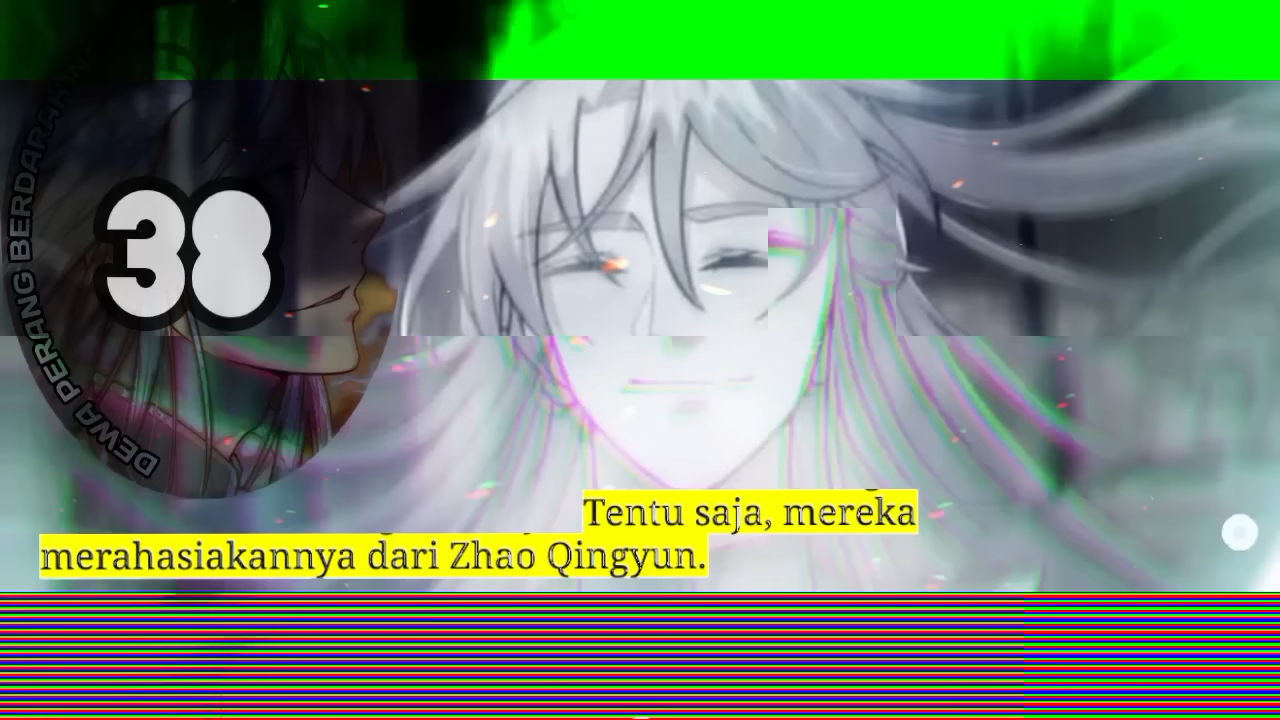 DEWA PERANG BERDARAH
38
Tentu saja, mereka
merahasiakannya dari Zhao Qingyun.